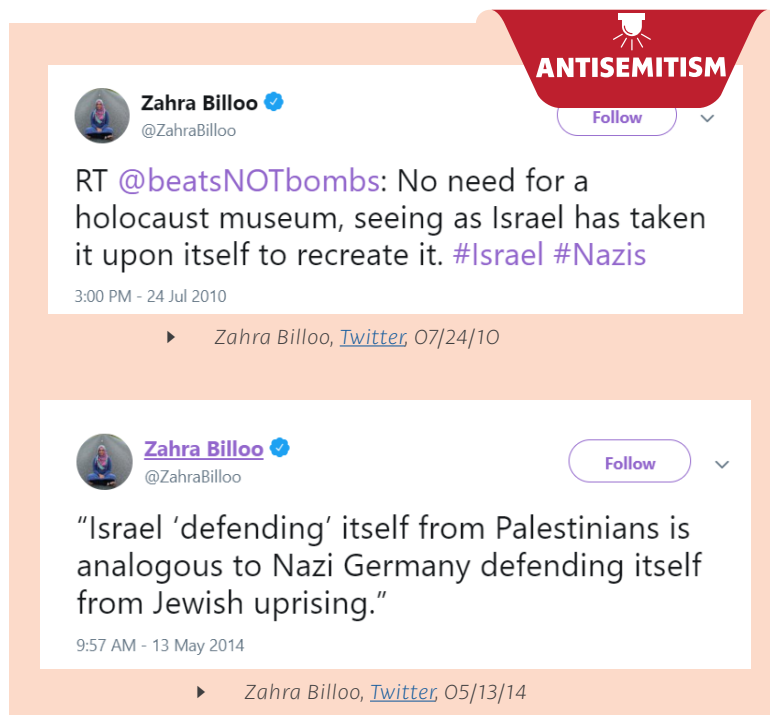 ANTISEMITISM
Zahra Billoo
@ZahraBilloo
Follow
RT @beatsNOTbombs: No need for a
holocaust museum, seeing as Israel has taken
it upon itself to recreate it. #Israel #Nazis
3:00 PM - 24 Jul 2010
Zahra Billoo, Twitter, 07/24/10
Zahra Billoo
@ZahraBilloo
Follow
“Israel ‘defending’ itself from Palestinians is
analogous to Nazi Germany defending itself
from Jewish uprising.”
9:57 AM - 13 May 2014
Zahra Billoo, Twitter, 05/13/14